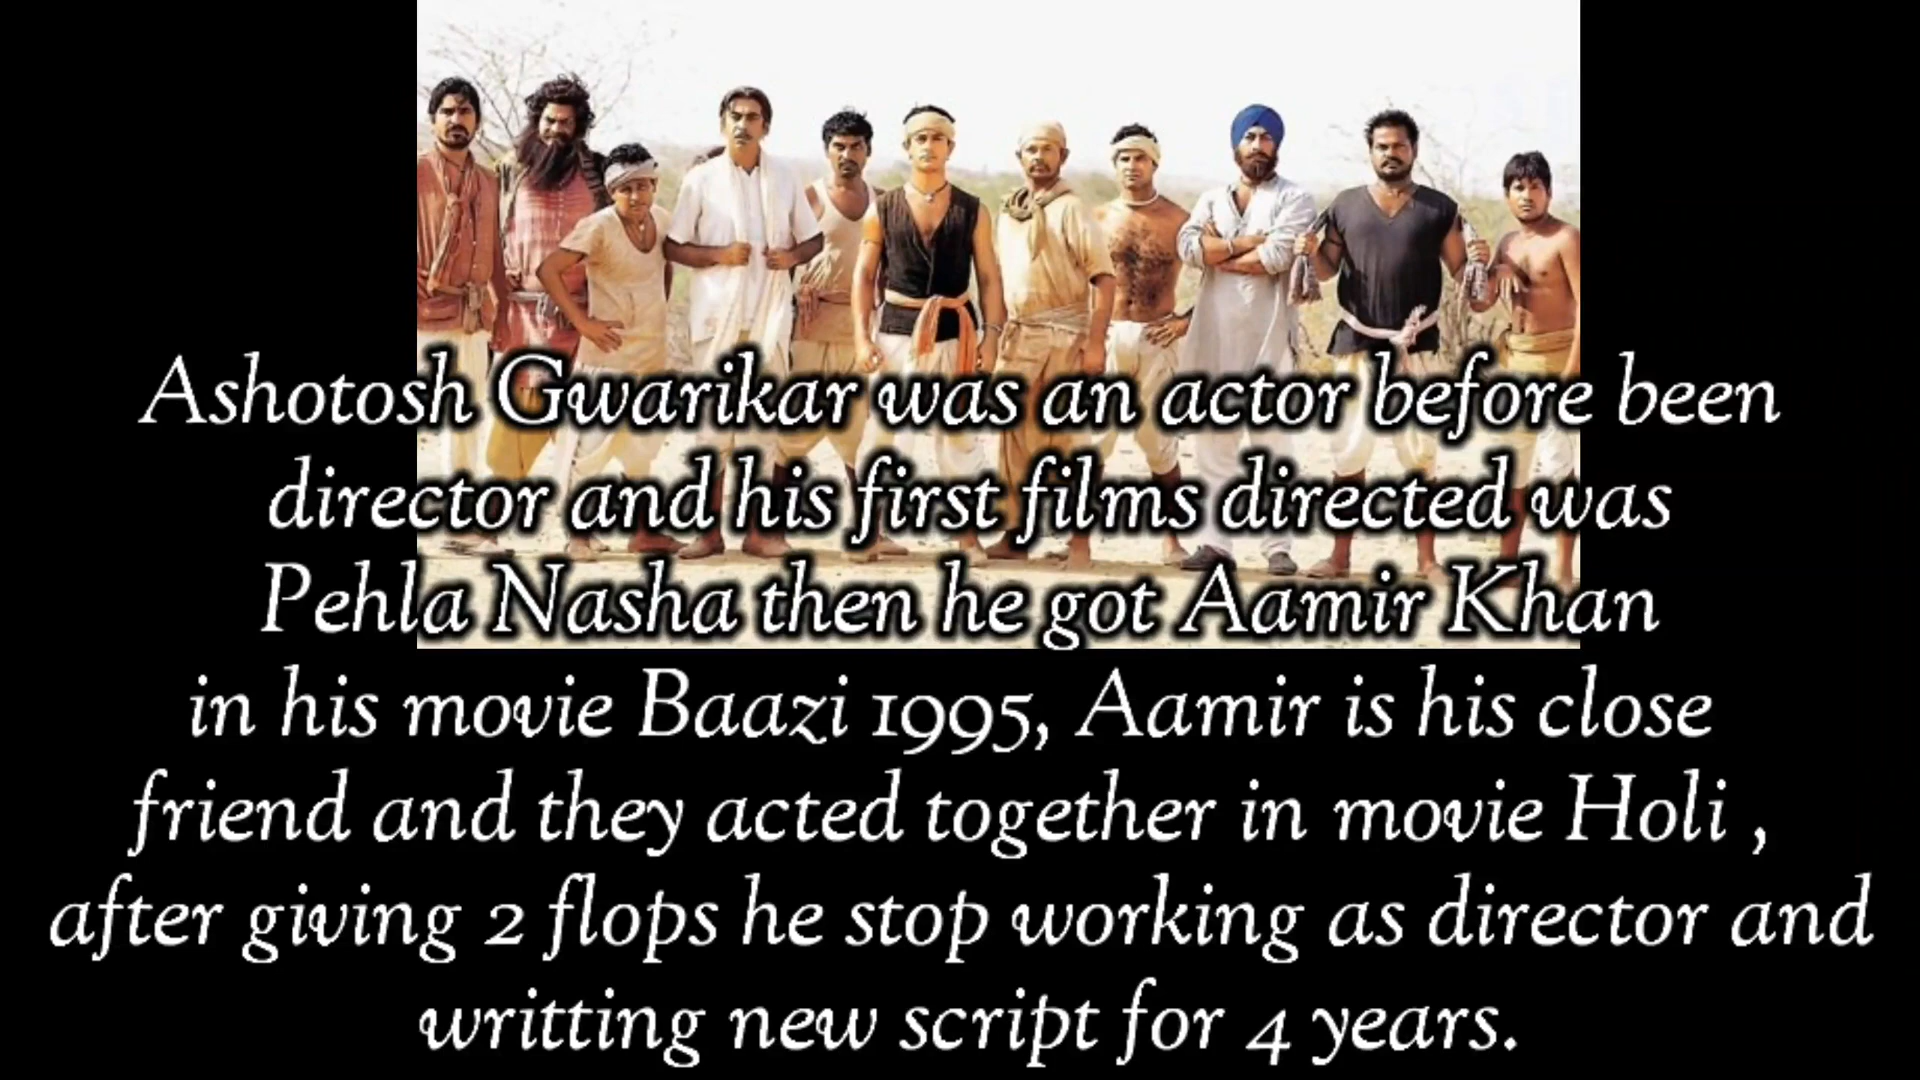 Ashotosh Gwarikar was an actor before been
director and his first films directed was
Pehla Nasha then he got Aamir Khan
in his movie Baazi 1995, Aamir is his close
friend and they acted together in movie Holi ,
after giving 2 flops he stop working as director and
writting new script for 4 years.